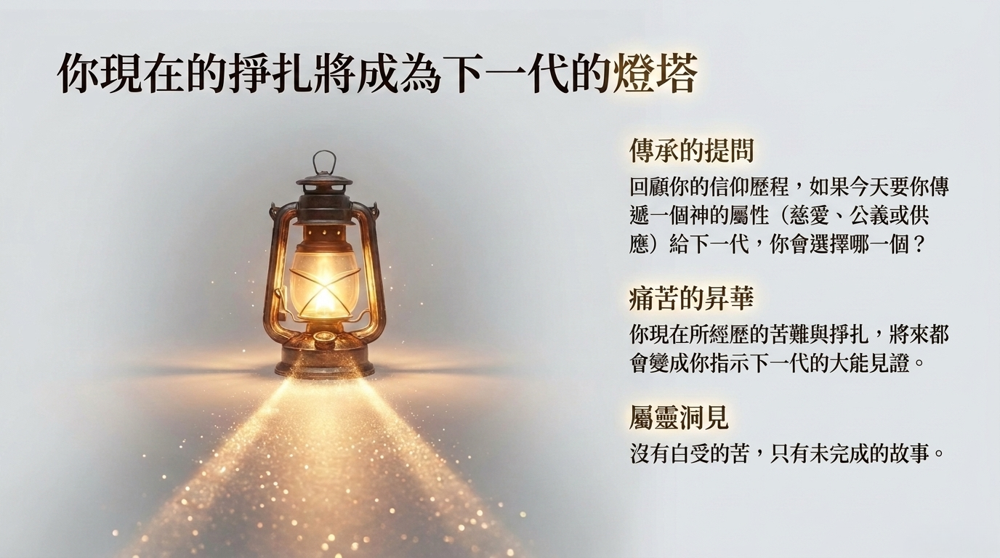 你現在的掙扎將成為下一代的燈塔
傳承的提問
回顧你的信仰歷程，如果今天要你傳
遞一個神的屬性（慈愛、公義或供
應）給下一代，你會選擇哪一個？
痛苦的昇華
你現在所經歷的苦難與掙扎，將來都
會變成你指示下一代的大能見證。
屬靈洞見
沒有白受的苦，只有未完成的故事。